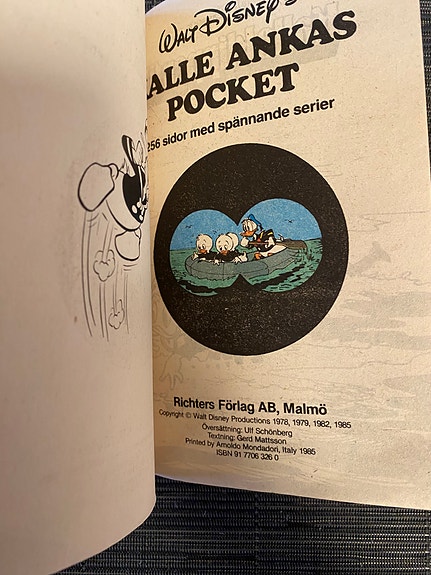 WALT DISNEY'S
ALLE ANKAS
POCKET
256 sidor med spännande serier
Richters Förlag AB, Malmö
Copyright © Walt Disney Productions 1978, 1979, 1982, 1985
Översättning: Ulf Schönberg
Textning: Gerd Mattsson
Printed by Arnoldo Mondadori, Italy 1985
ISBN 91 7706 326 0